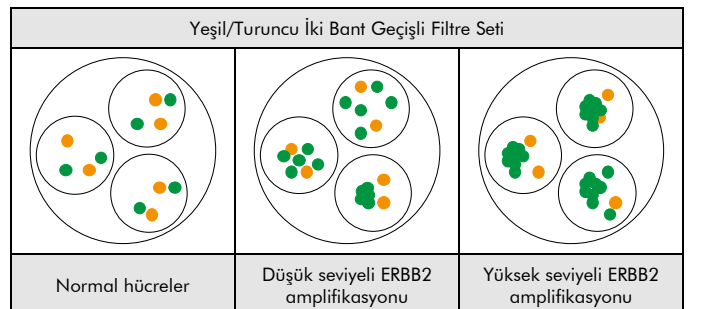 Yeşil/Turuncu İki Bant Geçişli Filtre Seti
Normal hücreler
Düşük seviyeli ERBB2
amplifikasyonu
Yüksek seviyeli ERBB2
amplifikasyonu